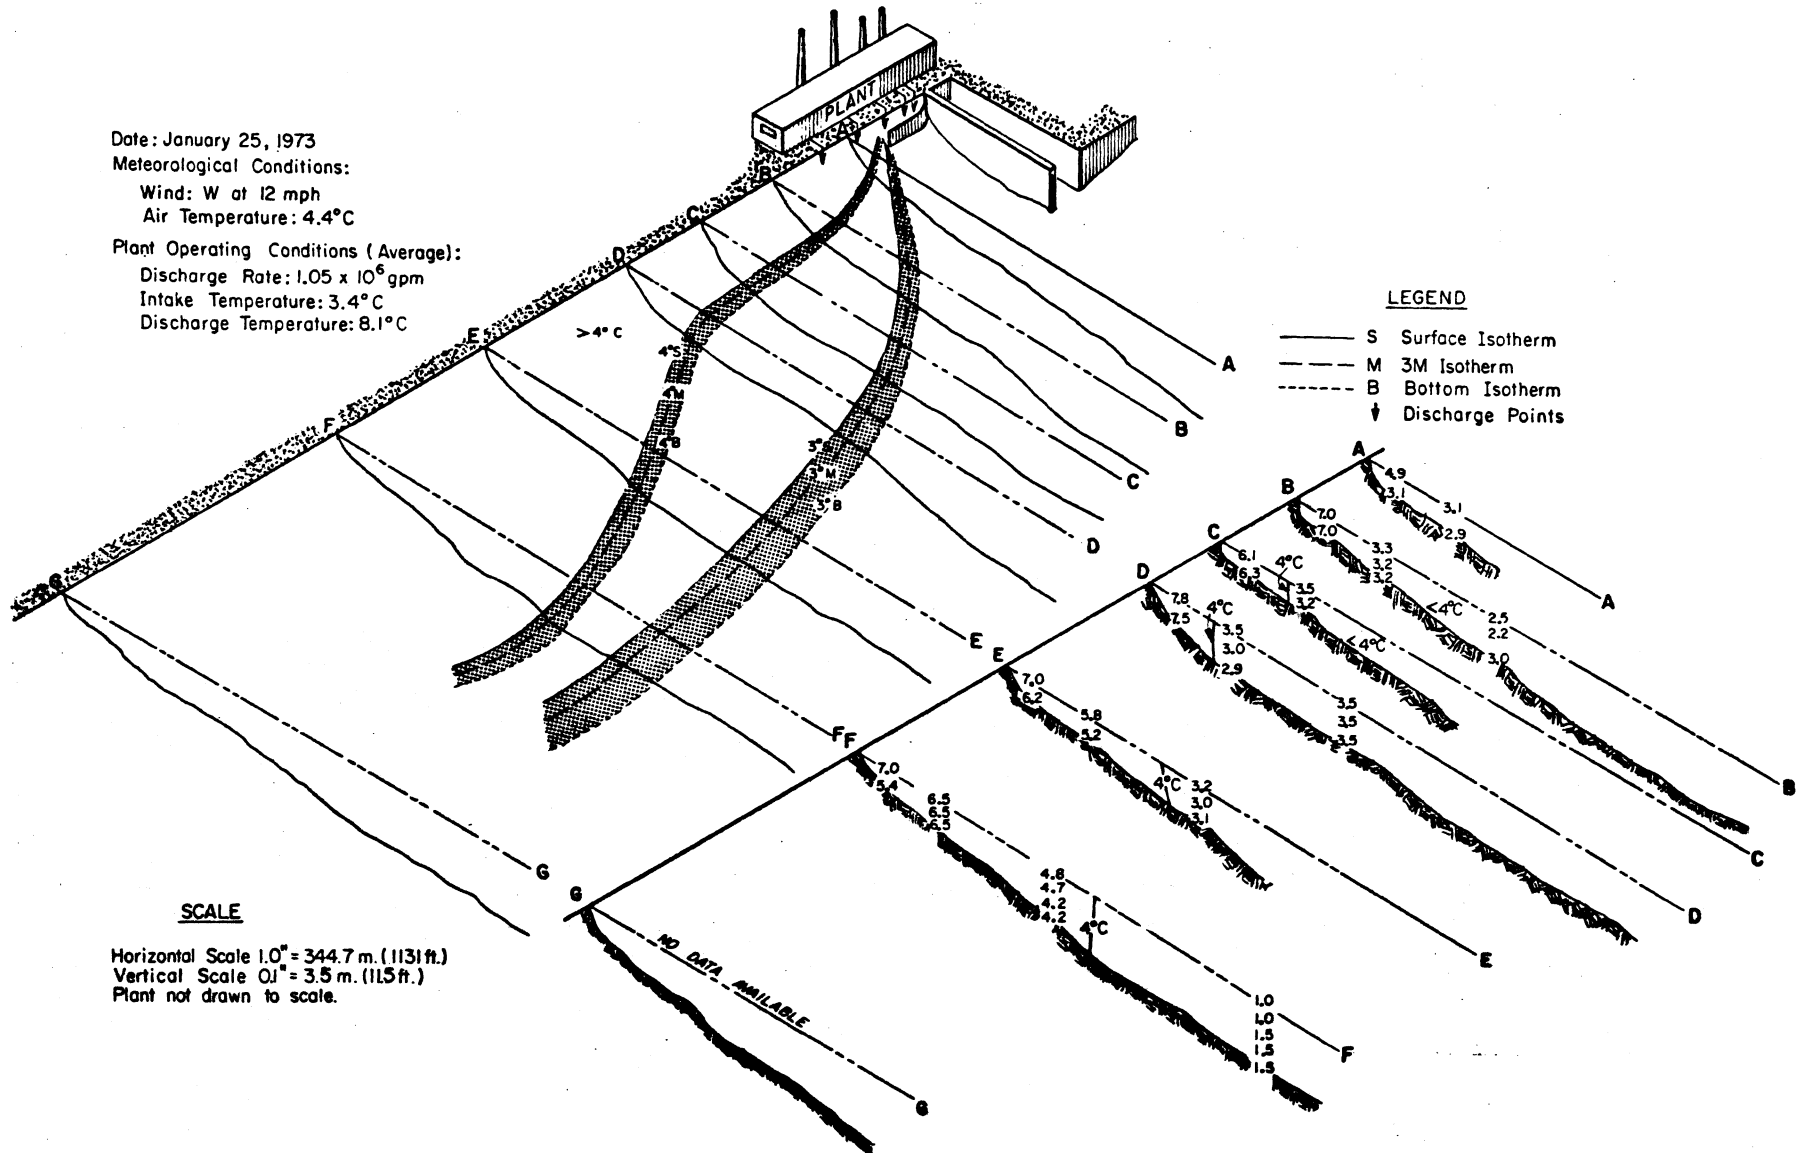 PLANT
Date: January 25, 1973
Meteorological Conditions:
Wind: W at 12 mph
Air Temperature: 4.4°C
Plant Operating Conditions (Average):
Discharge Rate: 1.05 x 10⁶ gpm
Intake Temperature: 3.4°C
Discharge Temperature: 8.1°C
A
B
C
D
E
F
G
>4°C
4°S
4°M
4°B
3°S
3°M
3°B
A
B
C
D
E
F
G
LEGEND
S Surface Isotherm
M 3M Isotherm
B Bottom Isotherm
Discharge Points
A
4.9
3.1
3.1
2.9
A
B
7.0
7.0
3.3
3.2
3.2
<4°C
2.5
2.2
3.0
B
C
6.1
6.3
4°C
3.5
3.2
<4°C
C
D
7.8
7.5
4°C
3.5
3.0
2.9
3.5
3.5
3.5
D
E
7.0
6.2
5.8
5.2
4°C
3.2
3.0
3.1
E
F
7.0
5.4
6.5
6.5
6.5
4.8
4.7
4.2
4.2
4°C
1.0
1.0
1.5
1.5
1.5
F
G
NO DATA AVAILABLE
G
SCALE
Horizontal Scale 1.0" = 344.7 m. (1131 ft.)
Vertical Scale 0.1" = 3.5 m. (11.5 ft.)
Plant not drawn to scale.